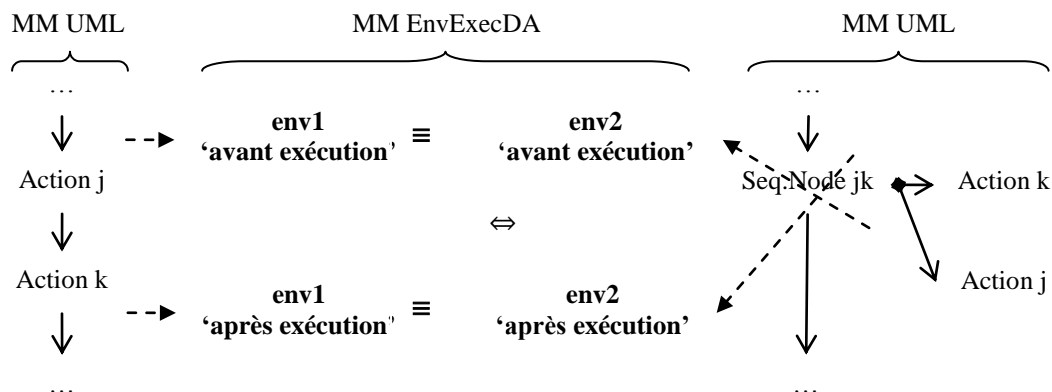 MM UML
MM EnvExecDA
MM UML
…
…
env1
‘avant exécution’
≡
env2
‘avant exécution’
Action j
Seq.Node jk
Action k
⇔
Action k
Action j
env1
‘après exécution’
≡
env2
‘après exécution’
…
…